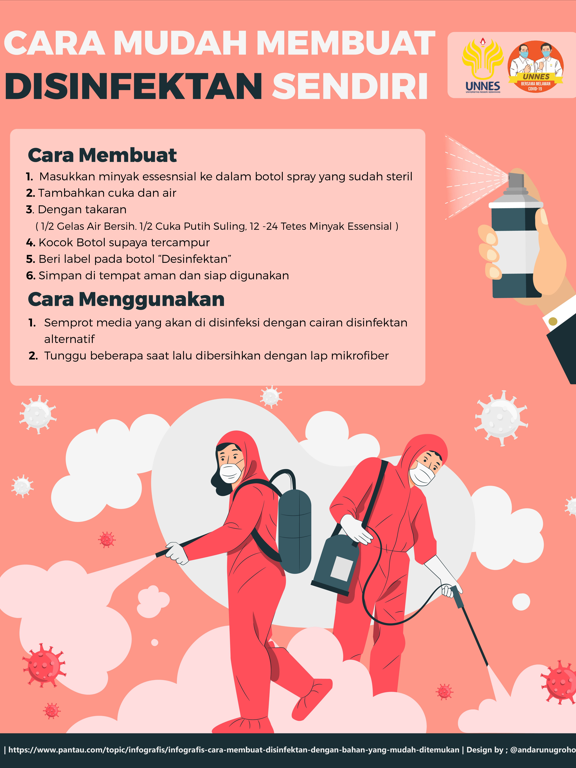 CARA MUDAH MEMBUAT
DISINFEKTAN SENDIRI
UNNES
UNNES
BERSAMA MELAWAN
COVID-19
Cara Membuat
1. Masukkan minyak essesnsial ke dalam botol spray yang sudah steril
2. Tambahkan cuka dan air
3. Dengan takaran
( 1/2 Gelas Air Bersih. 1/2 Cuka Putih Suling, 12 -24 Tetes Minyak Essensial )
4. Kocok Botol supaya tercampur
5. Beri label pada botol “Desinfektan”
6. Simpan di tempat aman dan siap digunakan
Cara Menggunakan
1. Semprot media yang akan di disinfeksi dengan cairan disinfektan
alternatif
2. Tunggu beberapa saat lalu dibersihkan dengan lap mikrofiber
| https://www.pantau.com/topic/infografis/infografis-cara-membuat-disinfektan-dengan-bahan-yang-mudah-ditemukan | Design by ; @andarunugroho